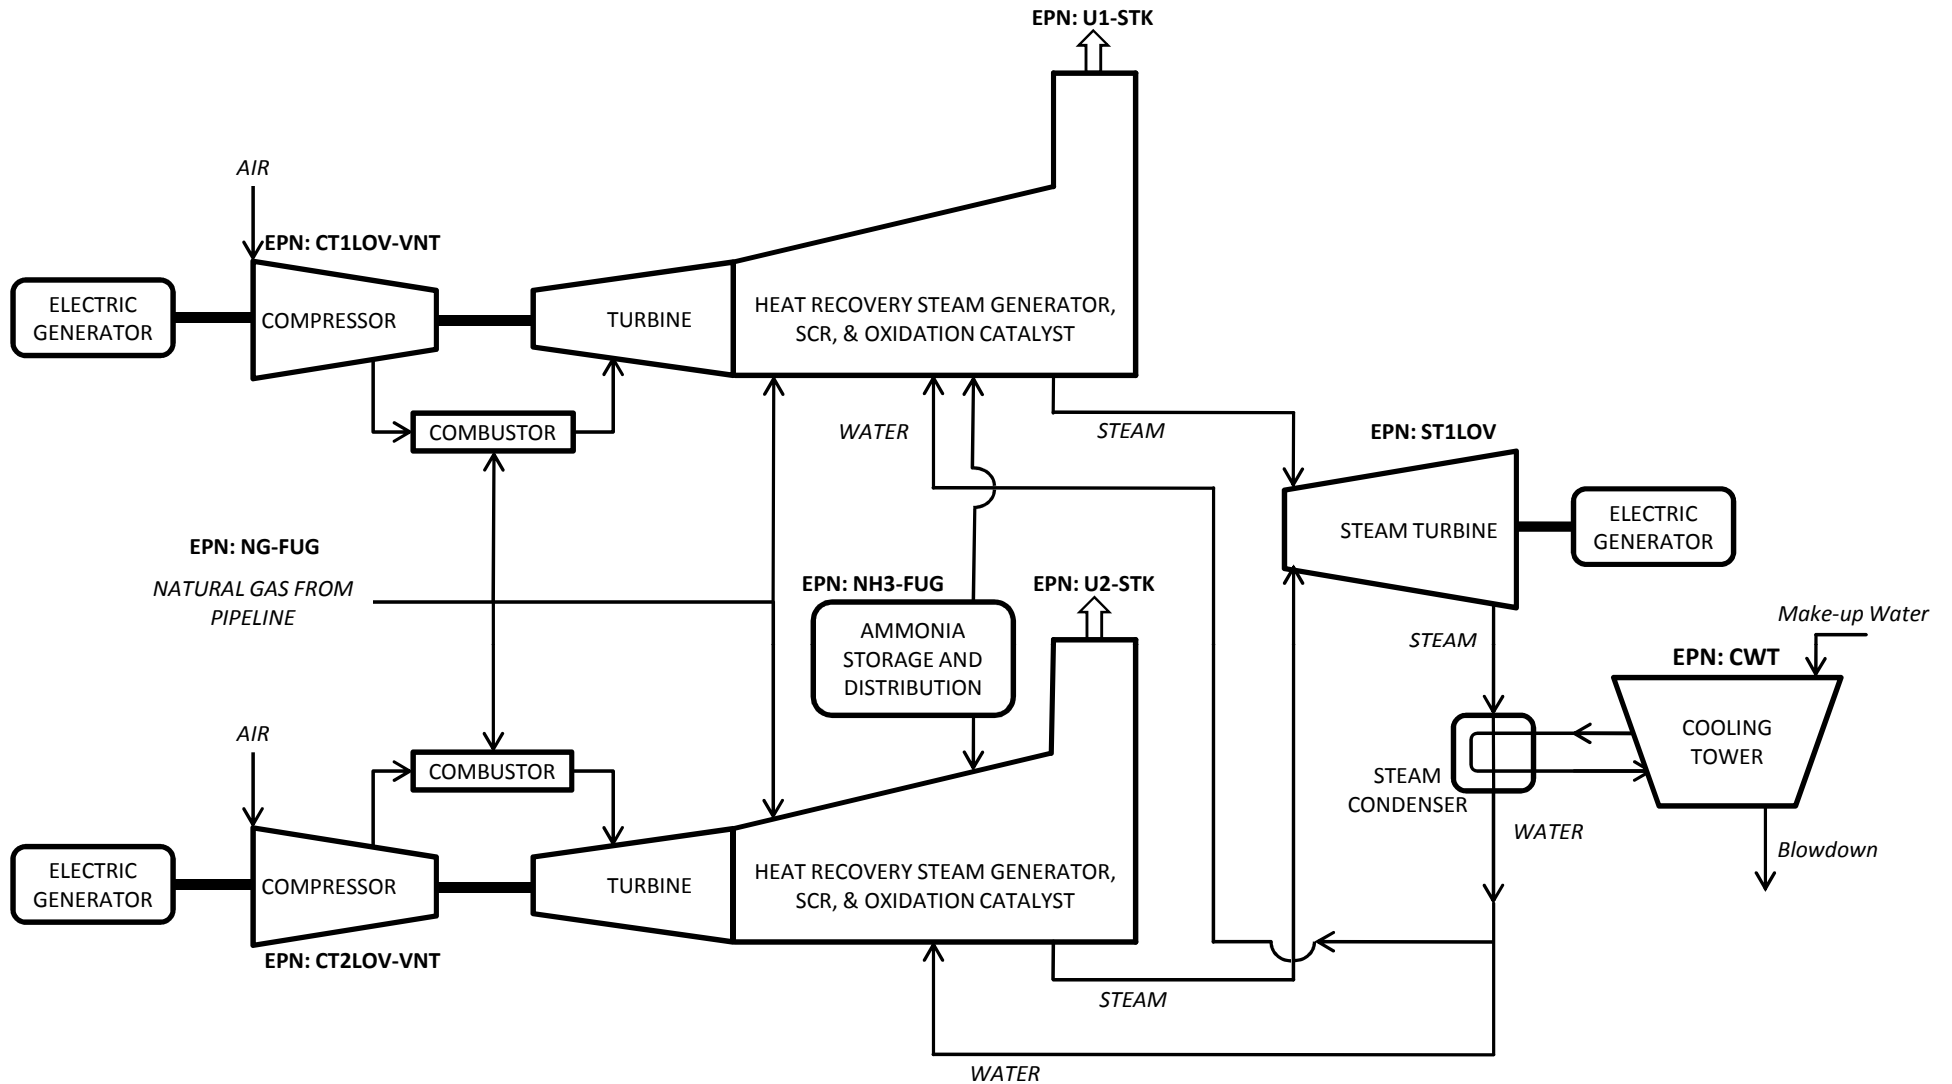 EPN: U1-STK
AIR
EPN: CT1LOV-VNT
ELECTRIC
GENERATOR
COMPRESSOR
TURBINE
HEAT RECOVERY STEAM GENERATOR,
SCR, & OXIDATION CATALYST
COMBUSTOR
WATER
STEAM
EPN: ST1LOV
STEAM TURBINE
ELECTRIC
GENERATOR
EPN: NG-FUG
NATURAL GAS FROM
PIPELINE
EPN: NH3-FUG
AMMONIA
STORAGE AND
DISTRIBUTION
EPN: U2-STK
STEAM
Make-up Water
EPN: CWT
COOLING
TOWER
STEAM
CONDENSER
WATER
Blowdown
AIR
COMBUSTOR
ELECTRIC
GENERATOR
COMPRESSOR
TURBINE
HEAT RECOVERY STEAM GENERATOR,
SCR, & OXIDATION CATALYST
EPN: CT2LOV-VNT
STEAM
WATER